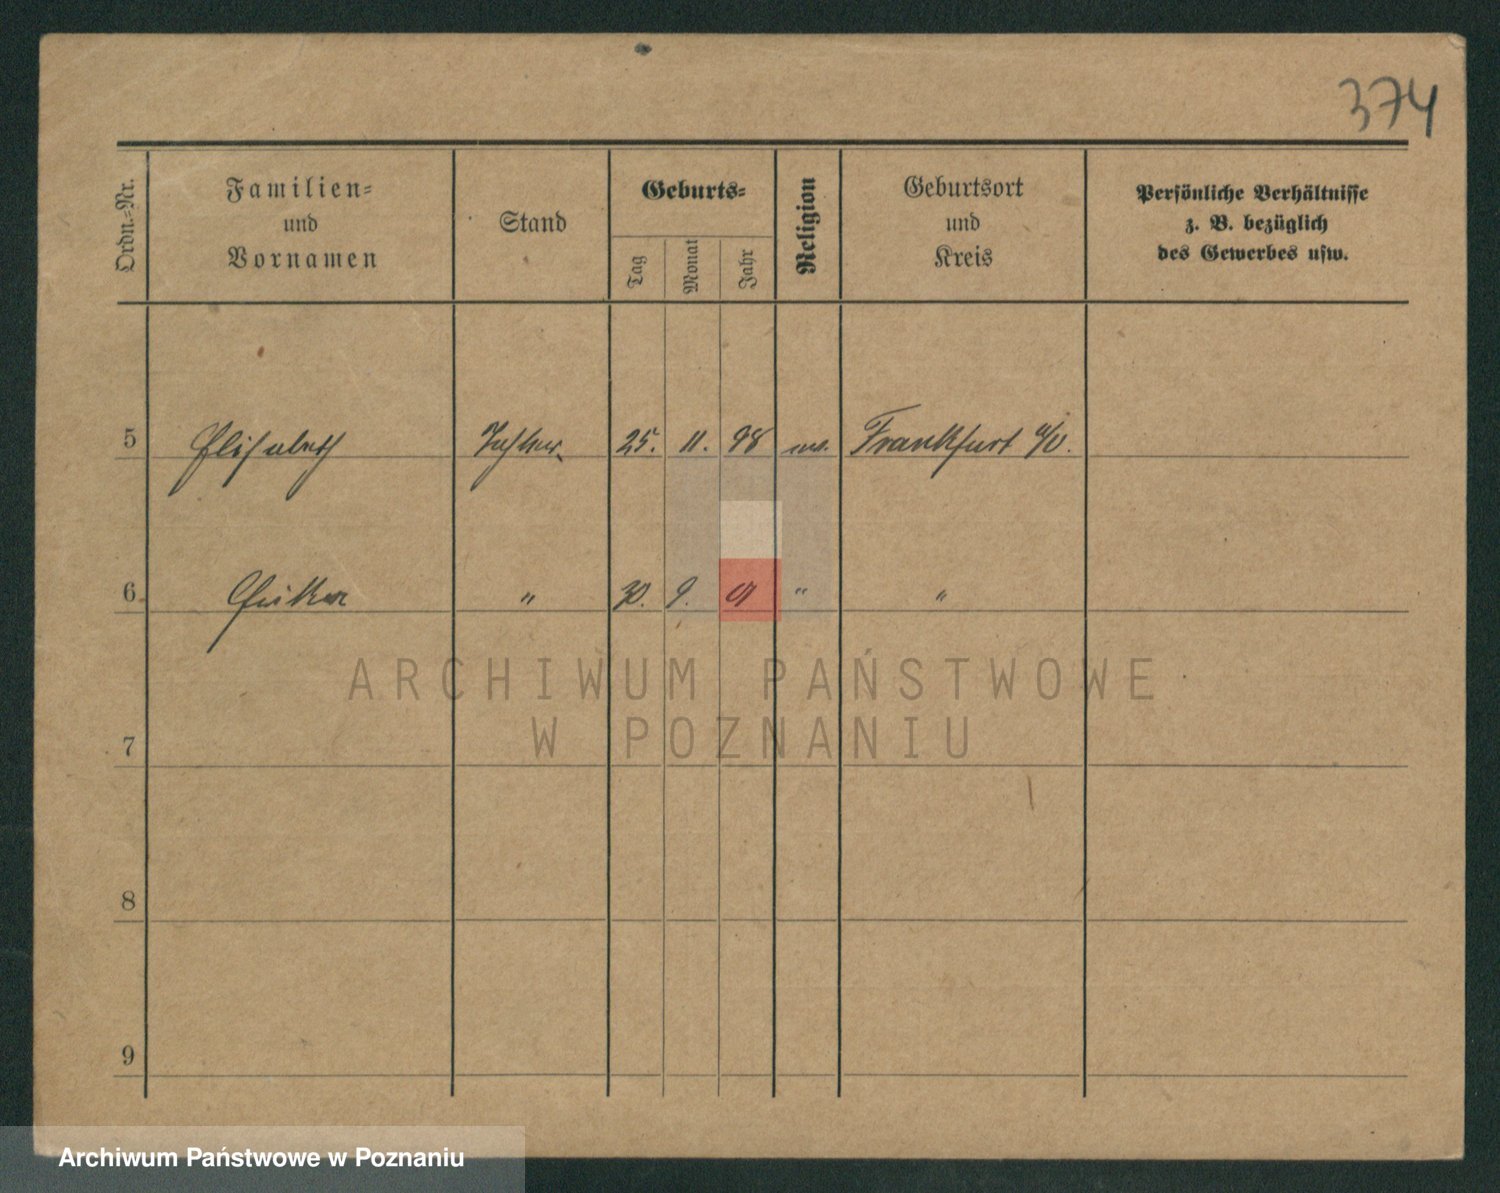 374
Ordn.-Nr.
Familien-
und
Vornamen
Stand
Geburts-
Tag
Monat
Jahr
Religion
Geburtsort
und
Kreis
Persönliche Verhältnisse
z. B. bezüglich
des Gewerbes usw.
5 Elisabeth Tochter 25. 11. 98 ev. Frankfurt a/O.
6 " 30. 9. 01 " "
7
8
9
ARCHIWUM PAŃSTWOWE
W POZNANIU
Archiwum Państwowe w Poznaniu